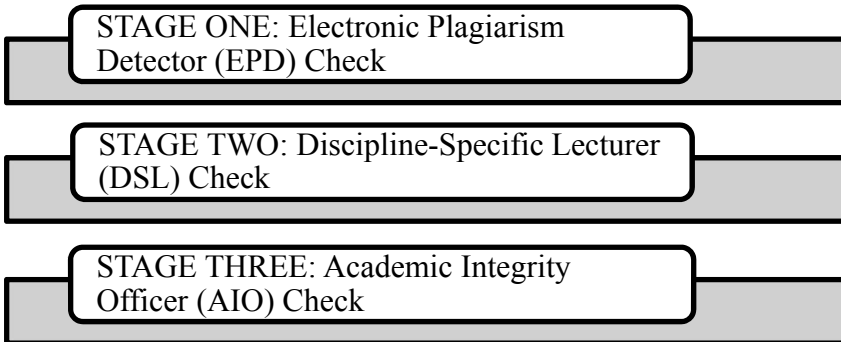 STAGE ONE: Electronic Plagiarism
Detector (EPD) Check
STAGE TWO: Discipline-Specific Lecturer
(DSL) Check
STAGE THREE: Academic Integrity
Officer (AIO) Check